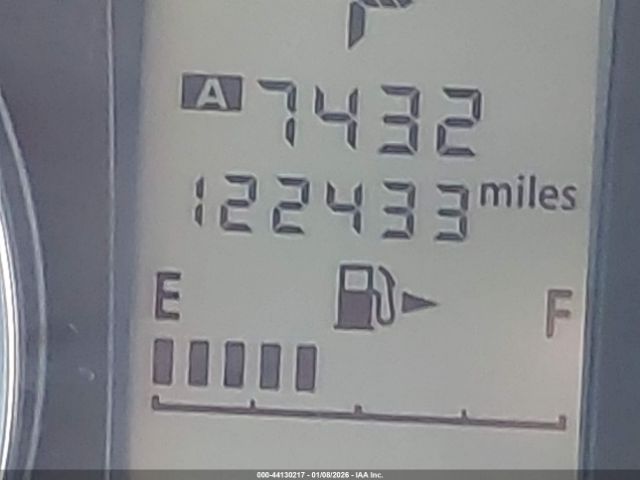 A 7432
122433 miles
E F
000-44130217 - 01/08/2026 - IAA Inc.